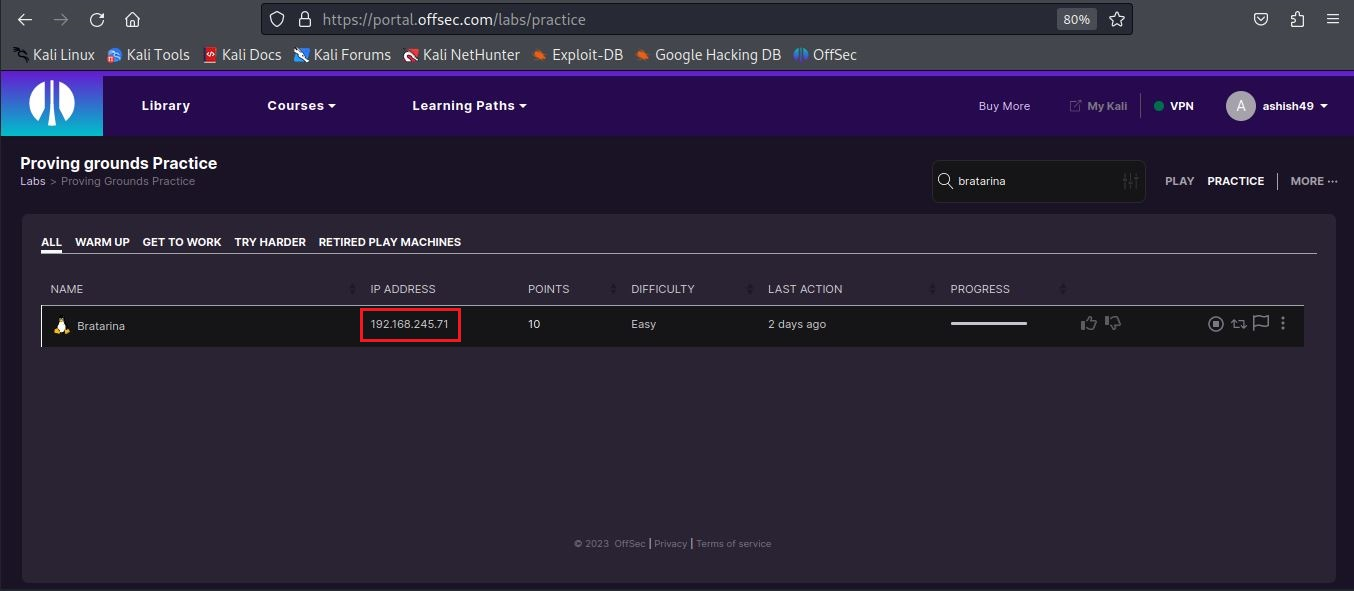 https://portal.offsec.com/labs/practice 80%
Kali Linux Kali Tools Kali Docs Kali Forums Kali NetHunter Exploit-DB Google Hacking DB OffSec
Library Courses Learning Paths Buy More My Kali VPN A ashish49
Proving grounds Practice
Labs > Proving Grounds Practice
bratarina PLAY PRACTICE | MORE ···
ALL WARM UP GET TO WORK TRY HARDER RETIRED PLAY MACHINES
NAME IP ADDRESS POINTS DIFFICULTY LAST ACTION PROGRESS
Bratarina 192.168.245.71 10 Easy 2 days ago
© 2023 OffSec | Privacy | Terms of service